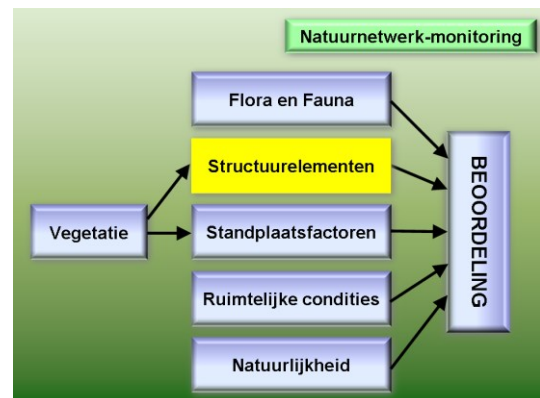 Natuurnetwerk-monitoring
Flora en Fauna
Structuurelementen
Vegetatie
Standplaatsfactoren
Ruimtelijke condities
Natuurlijkheid
BEOORDELING